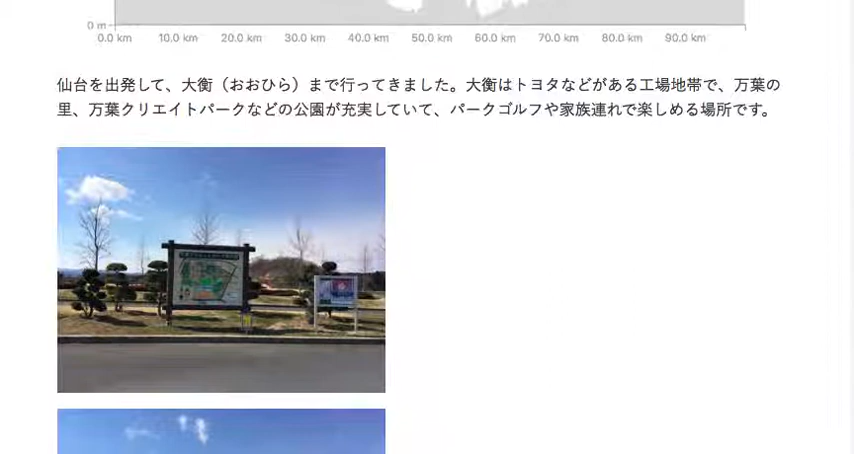 0 m
0.0 km 10.0 km 20.0 km 30.0 km 40.0 km 50.0 km 60.0 km 70.0 km 80.0 km 90.0 km
仙台を出発して、大衡（おおひら）まで行ってきました。大衡はトヨタなどがある工場地帯で、万葉の
里、万葉クリエイトパークなどの公園が充実していて、パークゴルフや家族連れで楽しめる場所です。